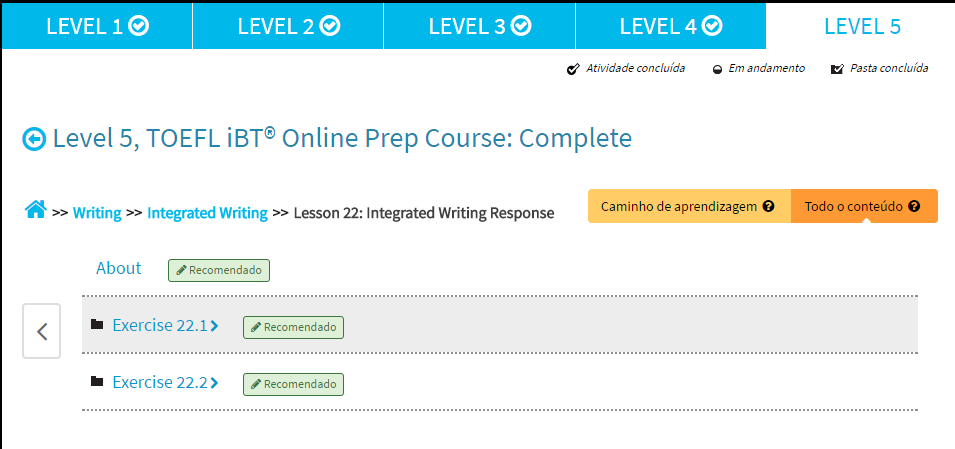 LEVEL 1 LEVEL 2 LEVEL 3 LEVEL 4 LEVEL 5
Atividade concluída Em andamento Pasta concluída
Level 5, TOEFL iBT® Online Prep Course: Complete
>> Writing >> Integrated Writing >> Lesson 22: Integrated Writing Response Caminho de aprendizagem Todo o conteúdo
About Recomendado
Exercise 22.1 Recomendado
Exercise 22.2 Recomendado